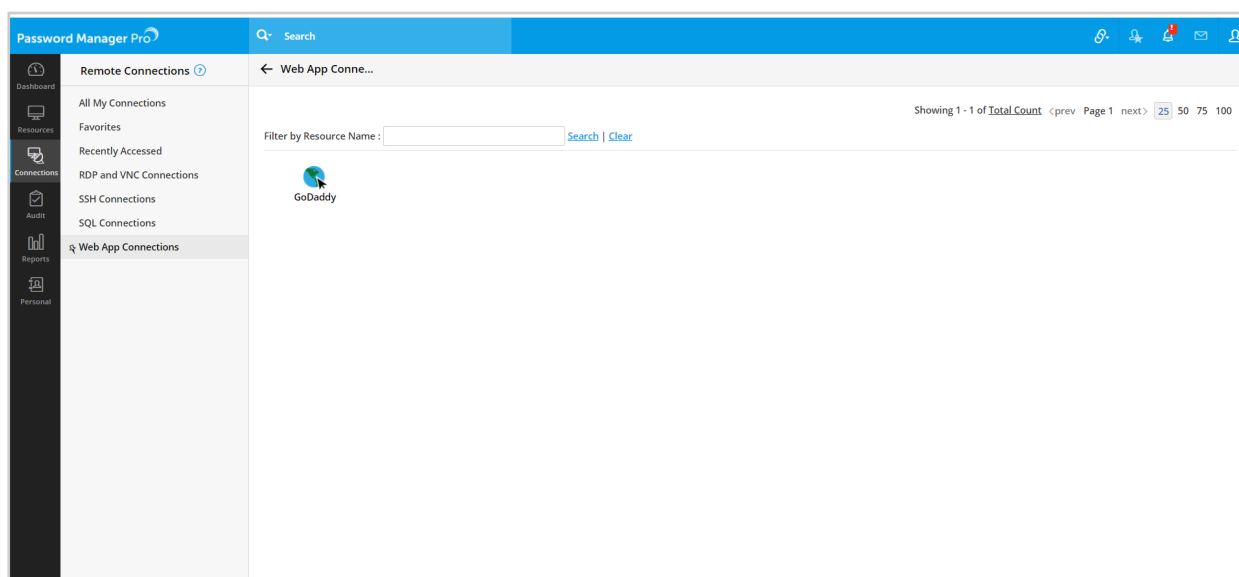 Password Manager Pro
Search
Dashboard
Resources
Connections
Audit
Reports
Personal
Remote Connections ?
All My Connections
Favorites
Recently Accessed
RDP and VNC Connections
SSH Connections
SQL Connections
Web App Connections
← Web App Conne...
Showing 1 - 1 of Total Count <prev Page 1 next> 25 50 75 100
Filter by Resource Name : Search | Clear
GoDaddy